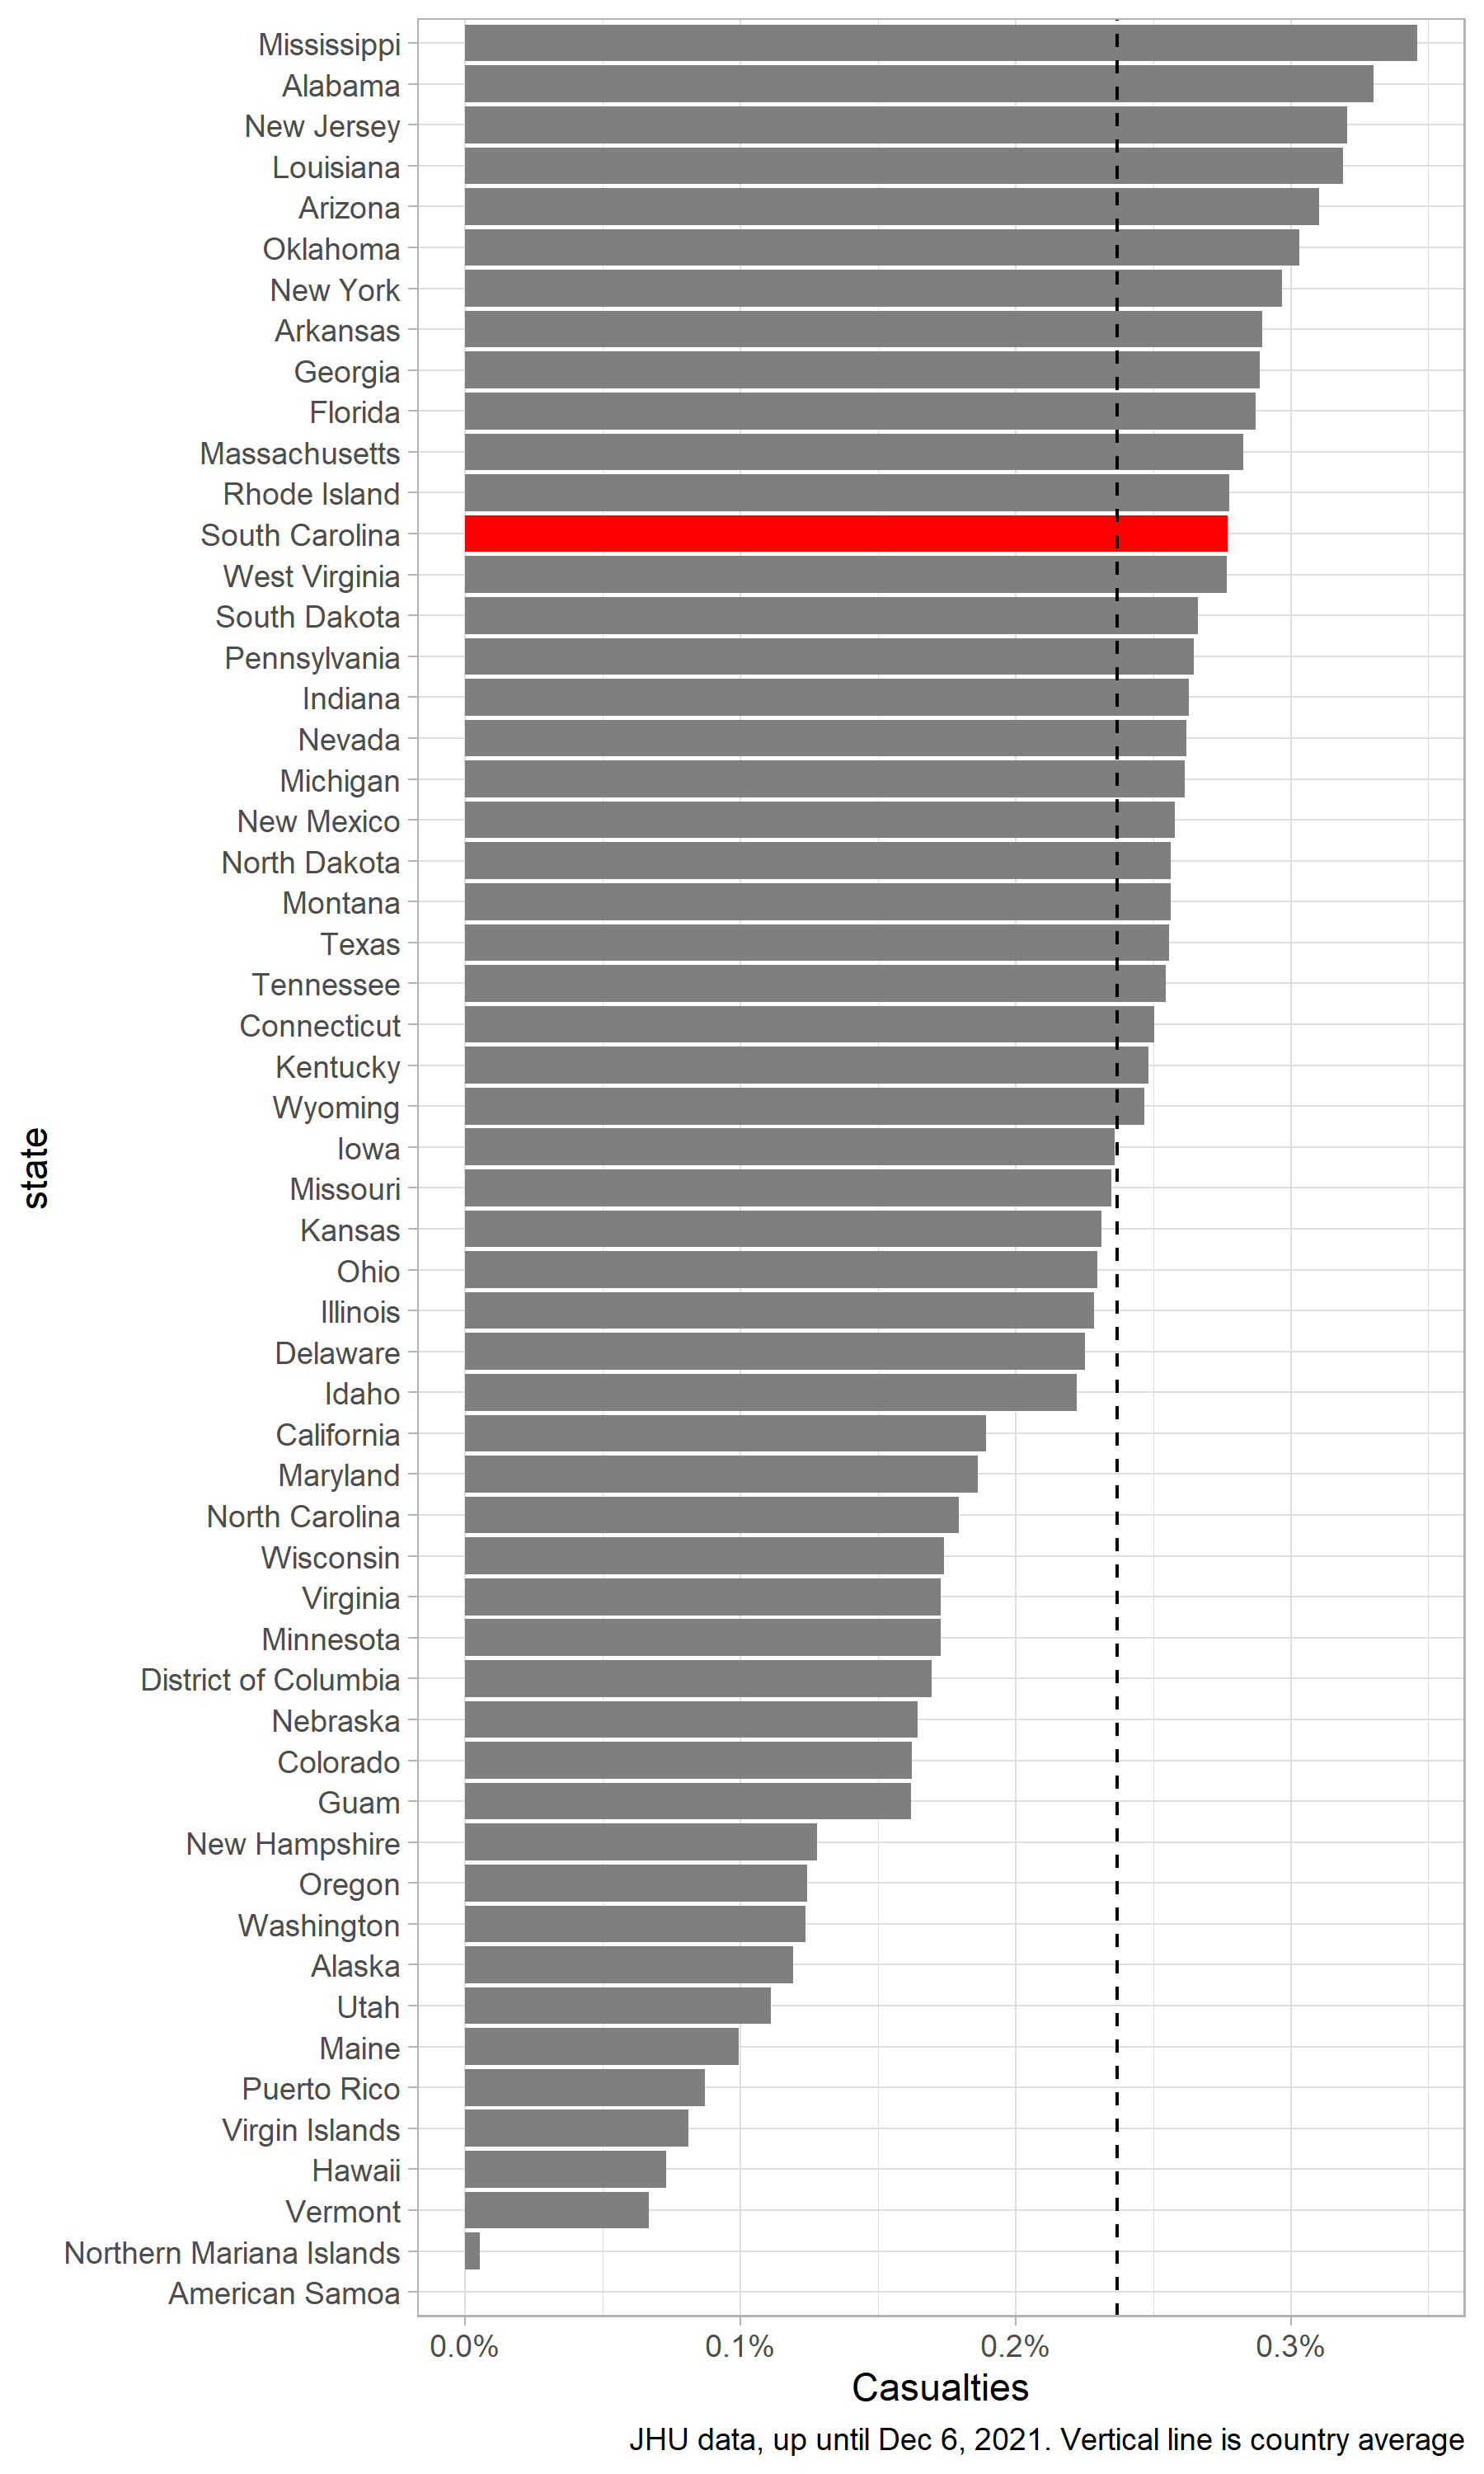 Mississippi
Alabama
New Jersey
Louisiana
Arizona
Oklahoma
New York
Arkansas
Georgia
Florida
Massachusetts
Rhode Island
South Carolina
West Virginia
South Dakota
Pennsylvania
Indiana
Nevada
Michigan
New Mexico
North Dakota
Montana
Texas
Tennessee
Connecticut
Kentucky
Wyoming
Iowa
Missouri
Kansas
Ohio
Illinois
Delaware
Idaho
California
Maryland
North Carolina
Wisconsin
Virginia
Minnesota
District of Columbia
Nebraska
Colorado
Guam
New Hampshire
Oregon
Washington
Alaska
Utah
Maine
Puerto Rico
Virgin Islands
Hawaii
Vermont
Northern Mariana Islands
American Samoa
state
0.0% 0.1% 0.2% 0.3%
Casualties
JHU data, up until Dec 6, 2021. Vertical line is country average